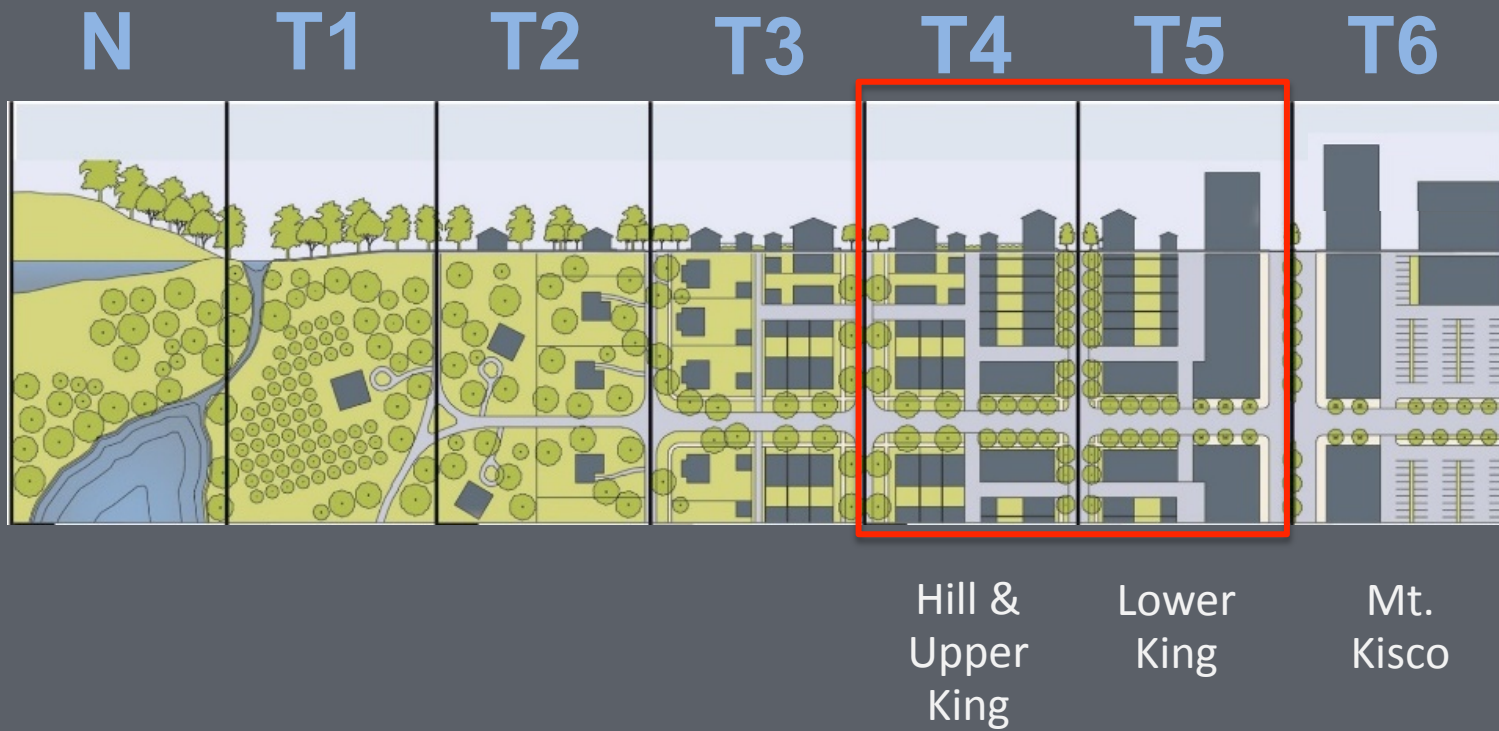 N T1 T2 T3 T4 T5 T6
Hill &
Upper
King
Lower
King
Mt.
Kisco